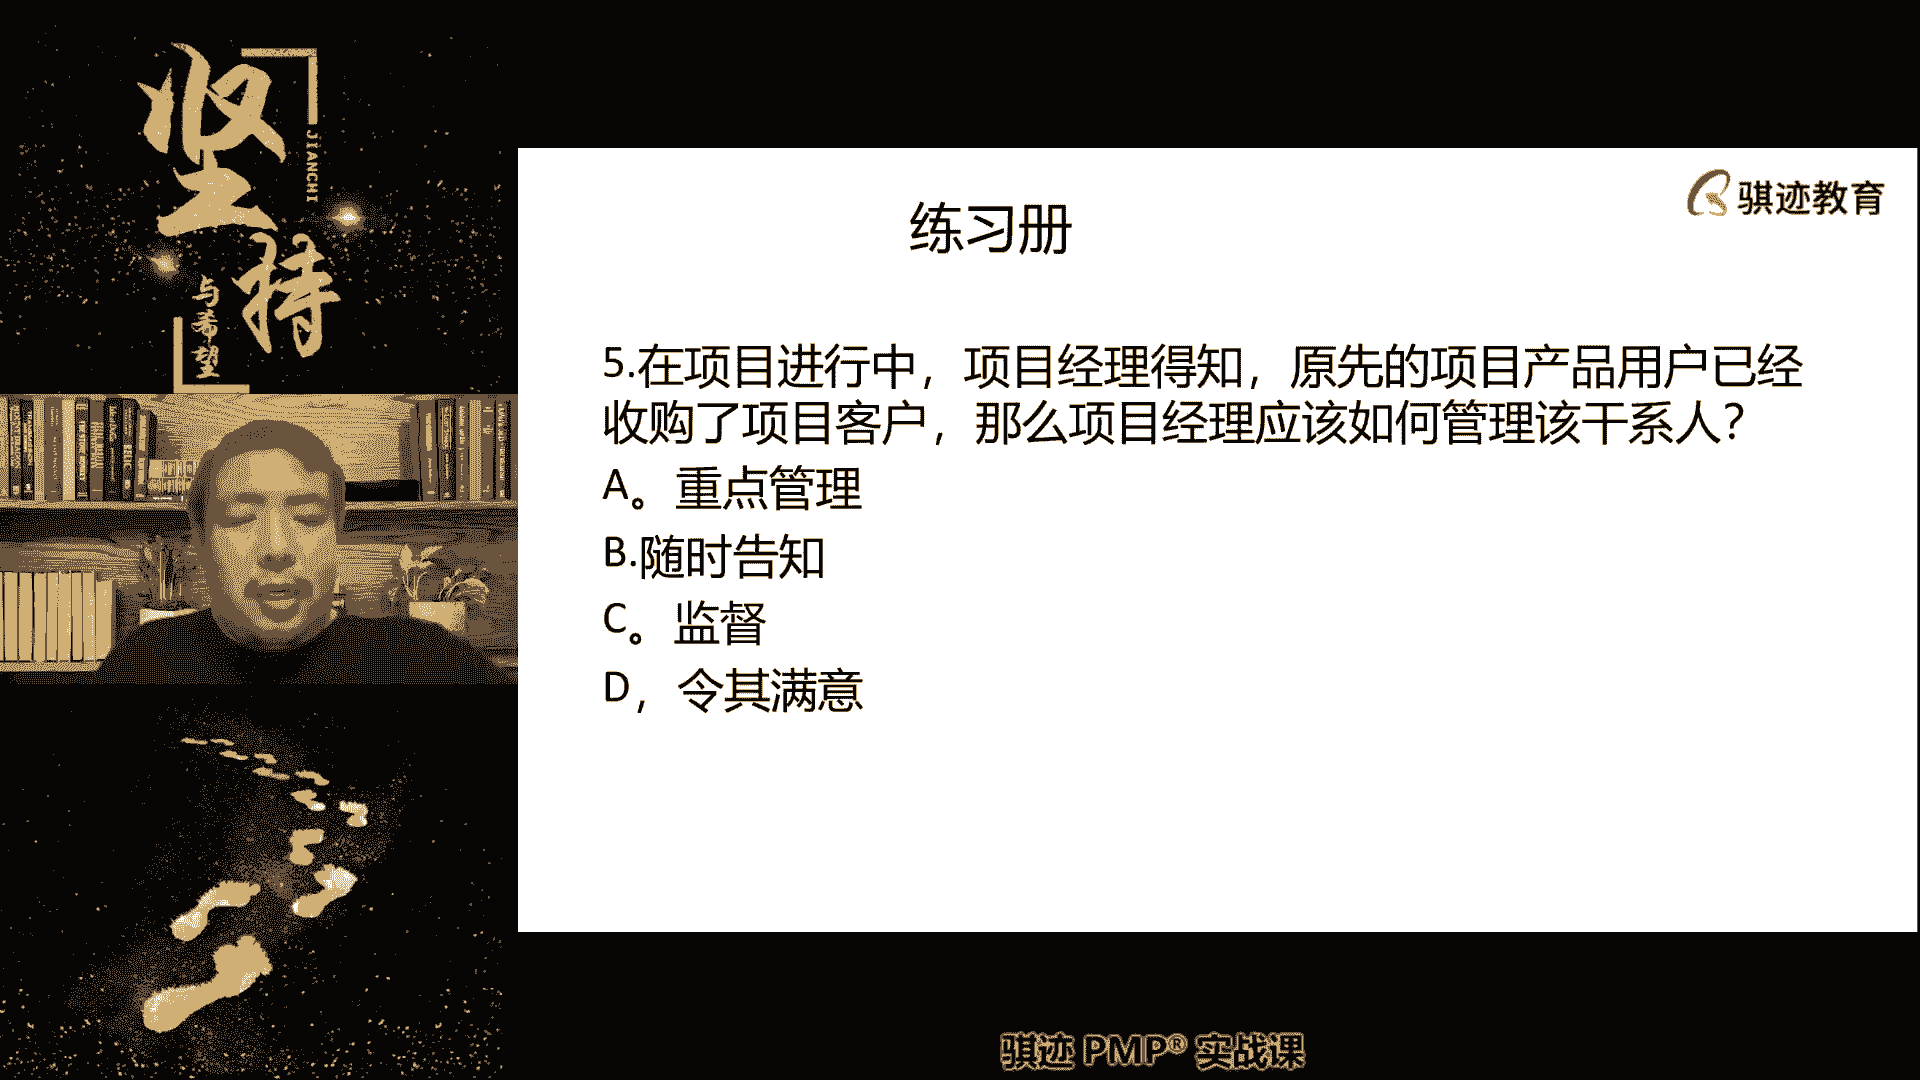 坚持
JIANCHI
与希望
骐迹教育
练习册
5.在项目进行中，项目经理得知，原先的项目产品用户已经
收购了项目客户，那么项目经理应该如何管理该干系人？
A。重点管理
B.随时告知
C。监督
D，令其满意
骐迹 PMP® 实战课